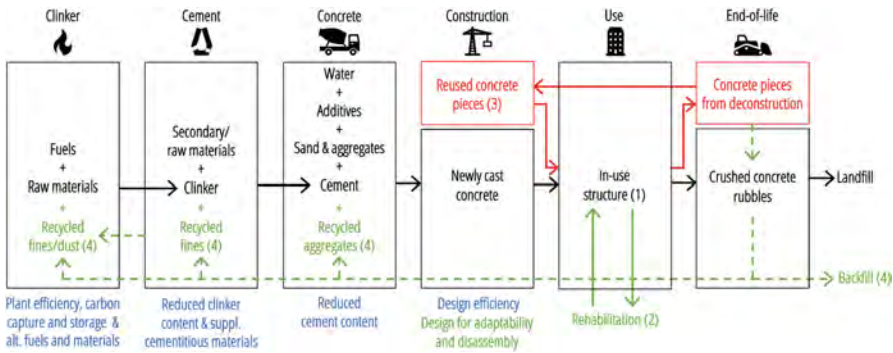 Clinker
Cement
Concrete
Construction
Use
End-of-life
Fuels
+
Raw materials
+
Recycled
fines/dust (4)
Secondary/
raw materials
+
Clinker
+
Recycled
fines (4)
Water
+
Additives
+
Sand & aggregates
+
Cement
+
Recycled
aggregates (4)
Reused concrete
pieces (3)
Newly cast
concrete
In-use
structure (1)
Concrete pieces
from deconstruction
Crushed concrete
rubbles
Landfill
Backfill (4)
Plant efficiency, carbon
capture and storage &
alt. fuels and materials
Reduced clinker
content & suppl.
cementitious materials
Reduced
cement content
Design efficiency
Design for adaptability
and disassembly
Rehabilitation (2)